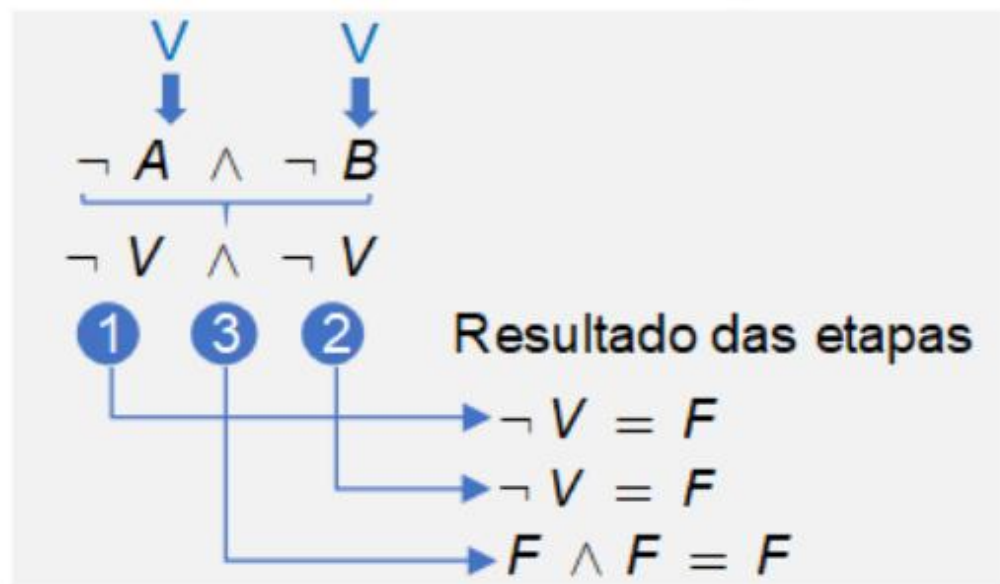 V V
¬ A ∧ ¬ B
¬ V ∧ ¬ V
1 3 2 Resultado das etapas
¬ V = F
¬ V = F
F ∧ F = F